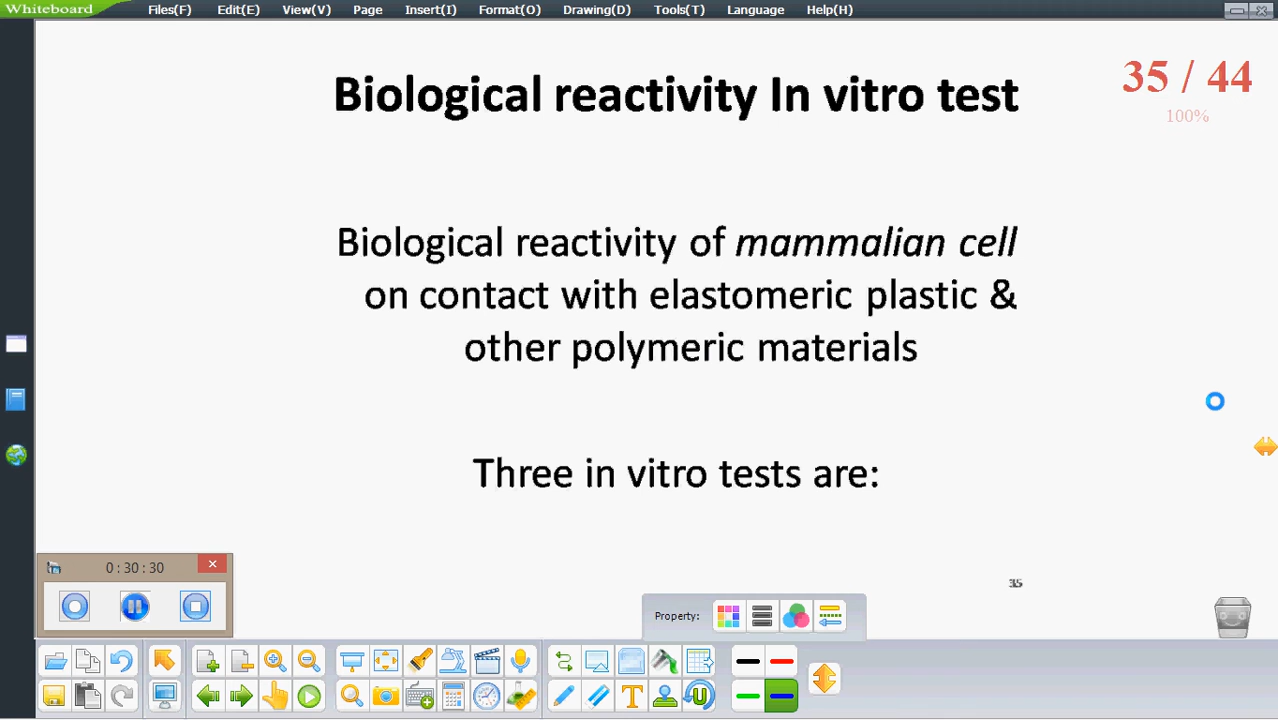 Whiteboard Files(F) Edit(E) View(V) Page Insert(I) Format(O) Drawing(D) Tools(T) Language Help(H)
Biological reactivity In vitro test
35 / 44
100%
Biological reactivity of mammalian cell
on contact with elastomeric plastic &
other polymeric materials
Three in vitro tests are:
0 : 30 : 30
35
Property: